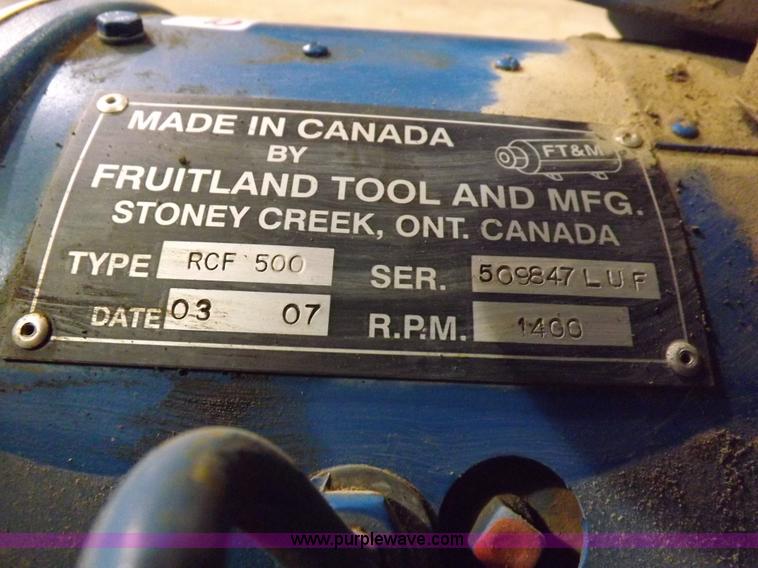 MADE IN CANADA
BY
FT&M
FRUITLAND TOOL AND MFG.
STONEY CREEK, ONT. CANADA
TYPE RCF 500 SER. 509847 LUF
DATE 03 07 R.P.M. 1400
www.purplewave.com